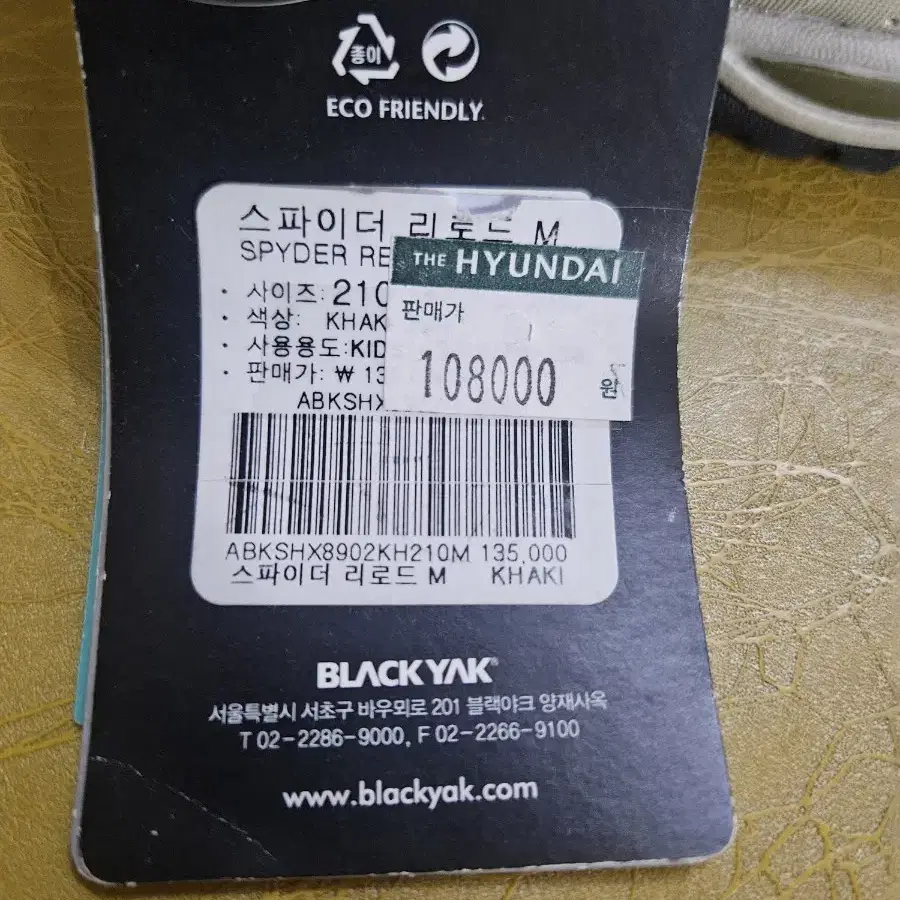 종이
ECO FRIENDLY
스파이더 리로드 M
SPYDER RE
THE HYUNDAI
· 사이즈: 210
판매가
· 색상: KHAK
· 사용용도:KID
· 판매가: ₩ 13
108000 원
ABKSHX
ABKSHX8902KH210M 135,000
스파이더 리로드 M KHAKI
BLACKYAK
서울특별시 서초구 바우뫼로 201 블랙야크 양재사옥
T 02-2286-9000, F 02-2266-9100
www.blackyak.com